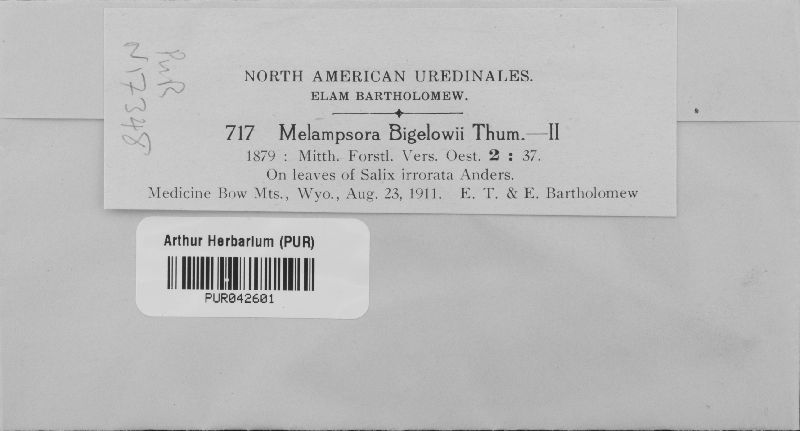 PUR
N17348
NORTH AMERICAN UREDINALES.
ELAM BARTHOLOMEW.
717 Melampsora Bigelowii Thum.—II
1879 : Mitth. Forstl. Vers. Oest. 2 : 37.
On leaves of Salix irrorata Anders.
Medicine Bow Mts., Wyo., Aug. 23, 1911. E. T. & E. Bartholomew
Arthur Herbarium (PUR)
PUR042601